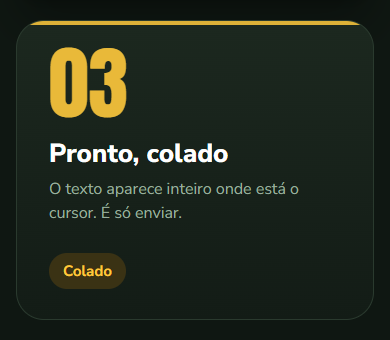 03
Pronto, colado
O texto aparece inteiro onde está o
cursor. É só enviar.
Colado